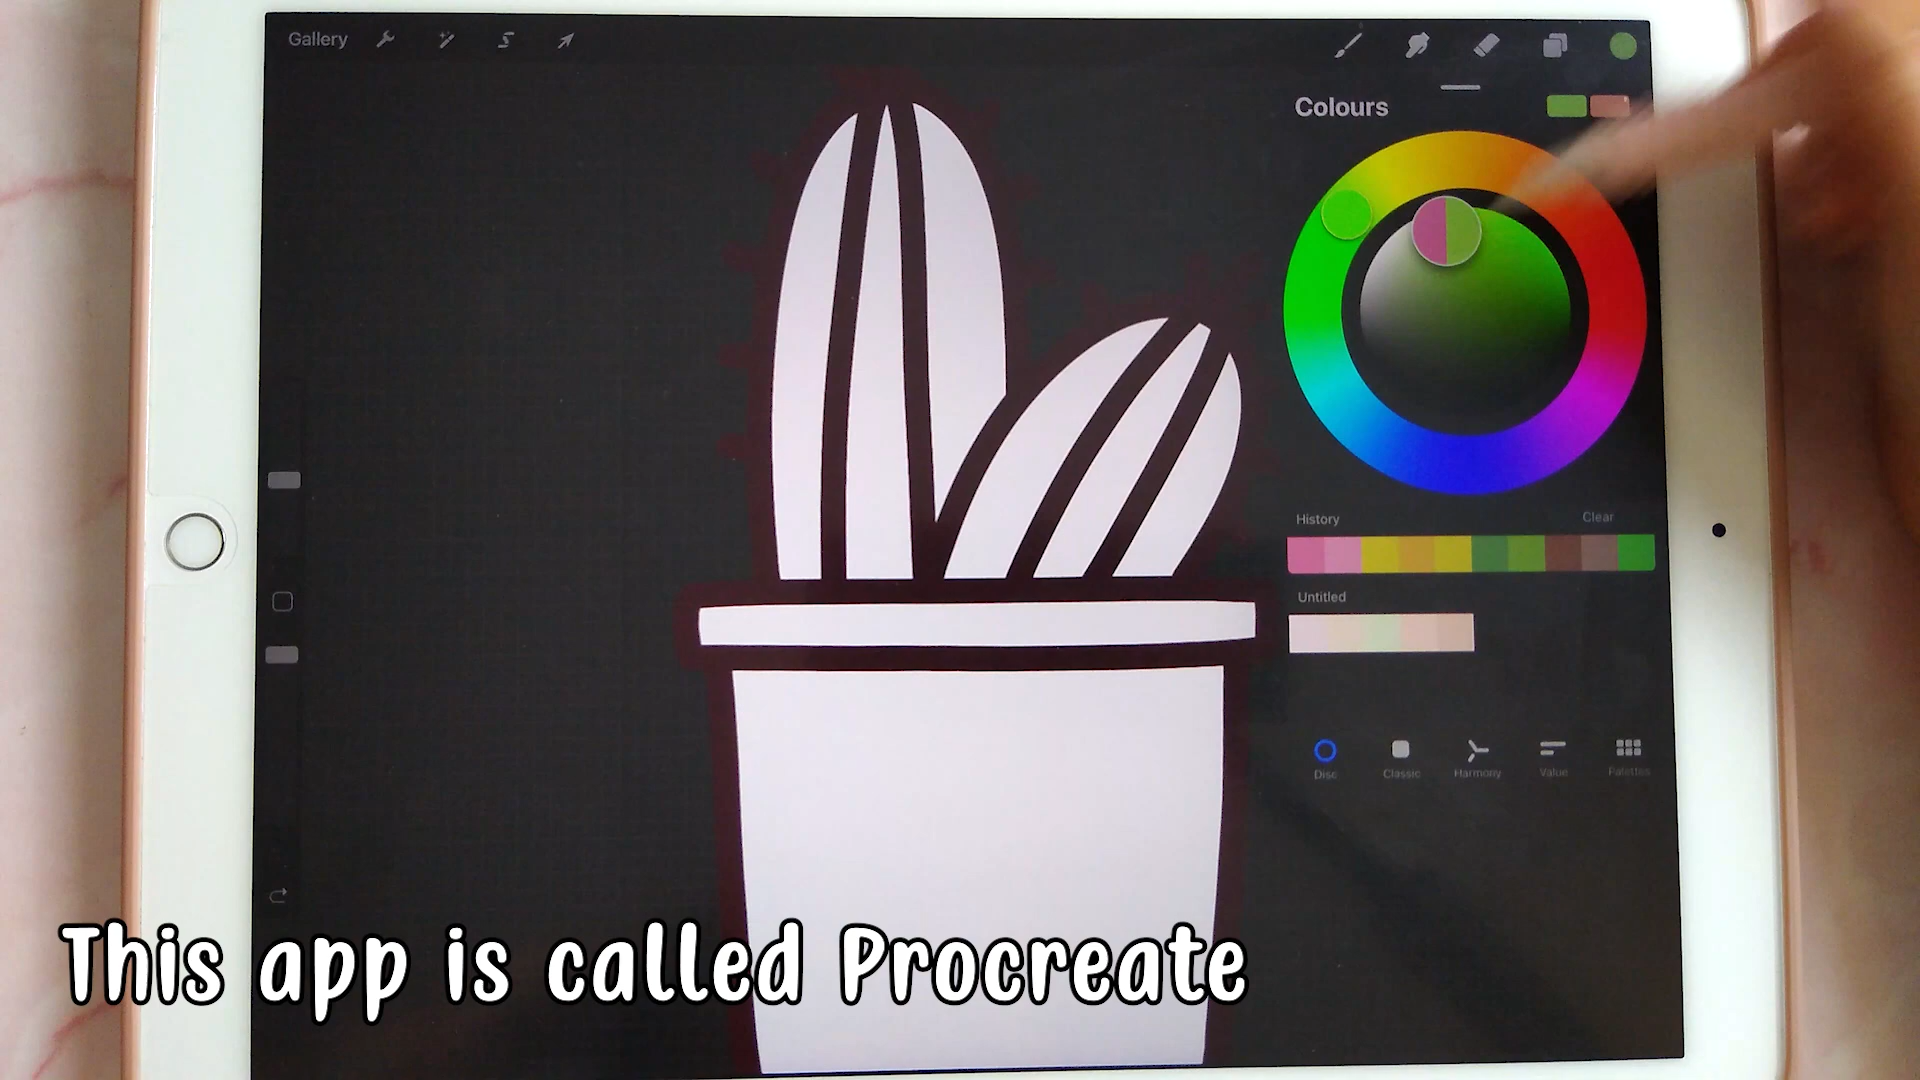 Gallery
Colours
History
Clear
Untitled
Disc
Classic
Harmony
Value
Palettes
This app is called Procreate